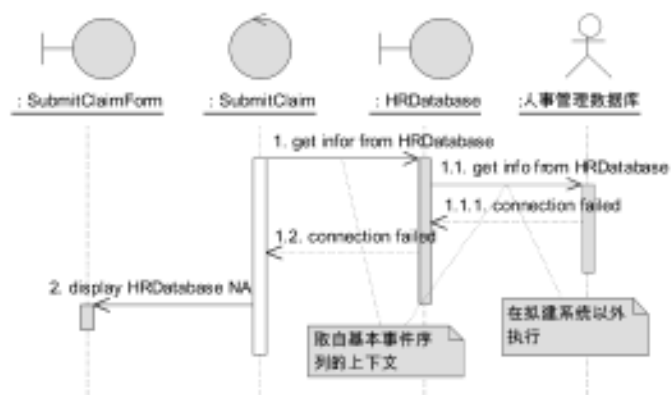 : SubmitClaimForm
: SubmitClaim
: HRDatabase
:人事管理数据库
1. get infor from HRDatabase
1.1. get info from HRDatabase
1.1.1. connection failed
1.2. connection failed
2. display HRDatabase NA
取自基本事件序
列的上下文
在拟建系统以外
执行